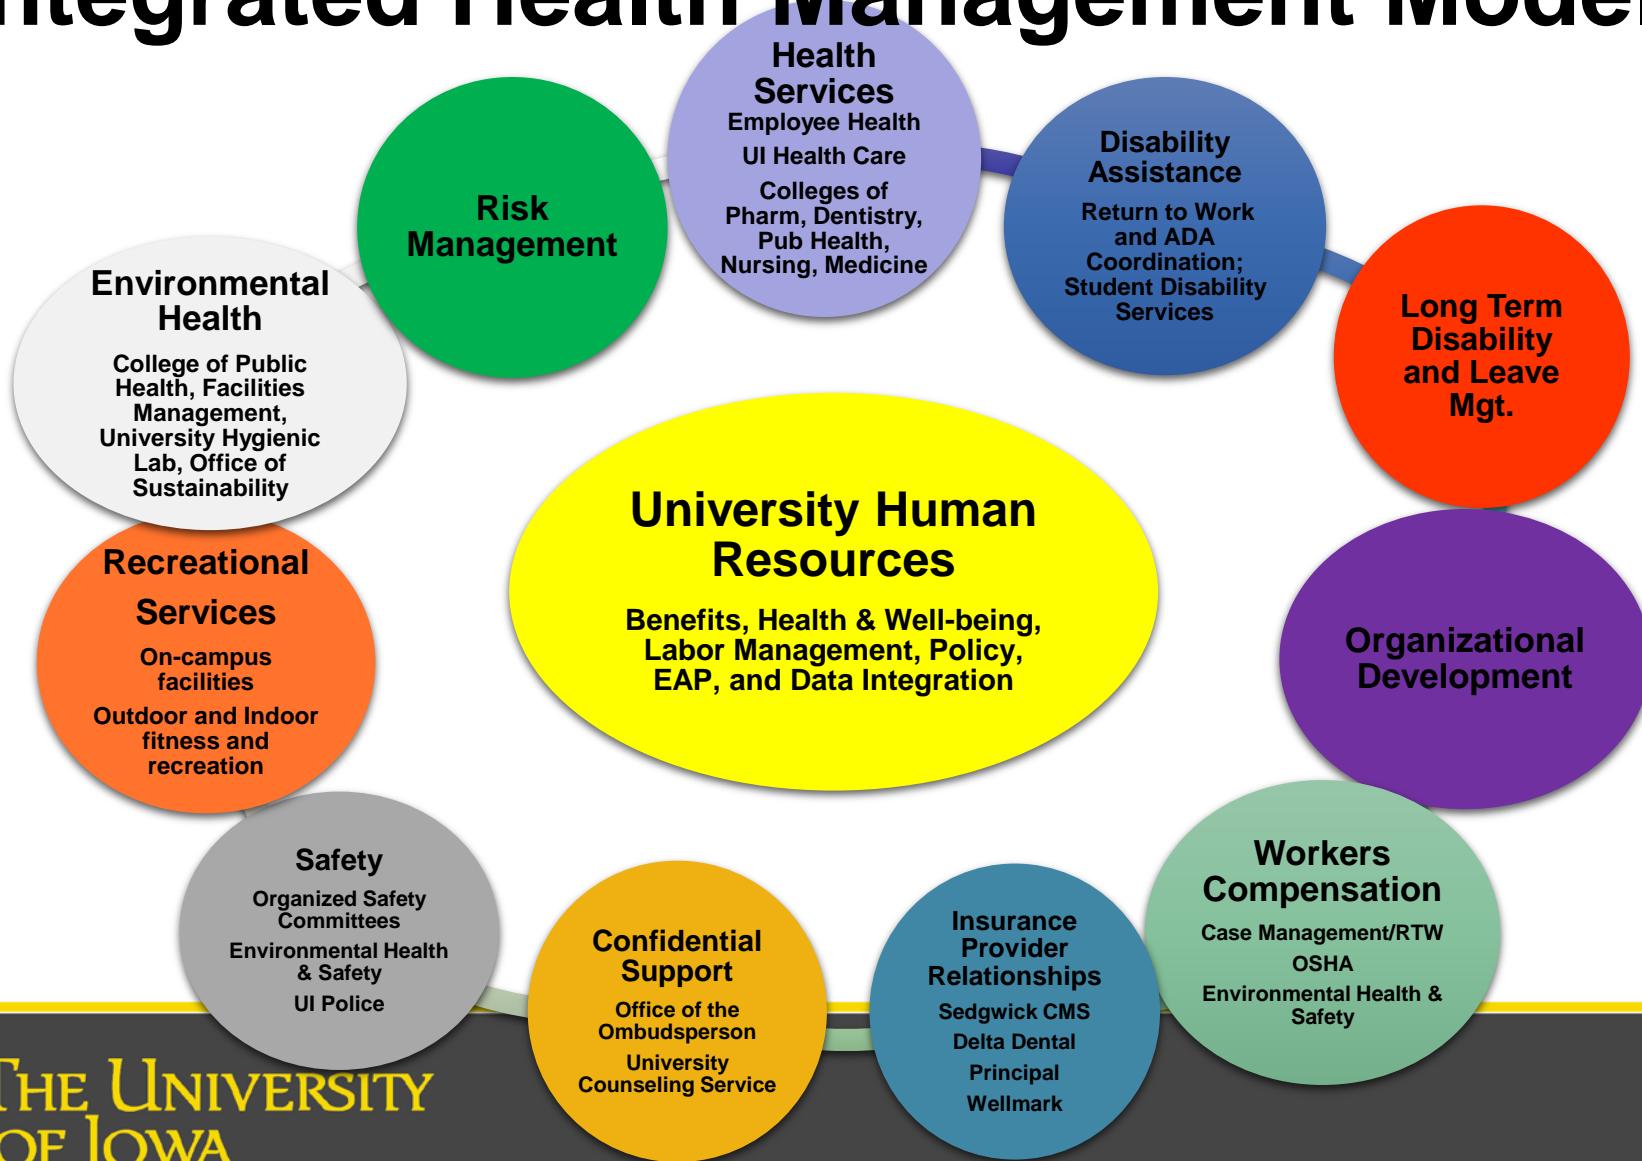 ntegrated Health Management Model
Health
Services
Employee Health
UI Health Care
Colleges of
Pharm, Dentistry,
Pub Health,
Nursing, Medicine
Disability
Assistance
Return to Work
and ADA
Coordination;
Student Disability
Services
Long Term
Disability
and Leave
Mgt.
Organizational
Development
Workers
Compensation
Case Management/RTW
OSHA
Environmental Health &
Safety
Insurance
Provider
Relationships
Sedgwick CMS
Delta Dental
Principal
Wellmark
Confidential
Support
Office of the
Ombudsperson
University
Counseling Service
Safety
Organized Safety
Committees
Environmental Health
& Safety
UI Police
Recreational
Services
On-campus
facilities
Outdoor and Indoor
fitness and
recreation
Environmental
Health
College of Public
Health, Facilities
Management,
University Hygienic
Lab, Office of
Sustainability
Risk
Management
University Human
Resources
Benefits, Health & Well-being,
Labor Management, Policy,
EAP, and Data Integration
THE UNIVERSITY
OF IOWA